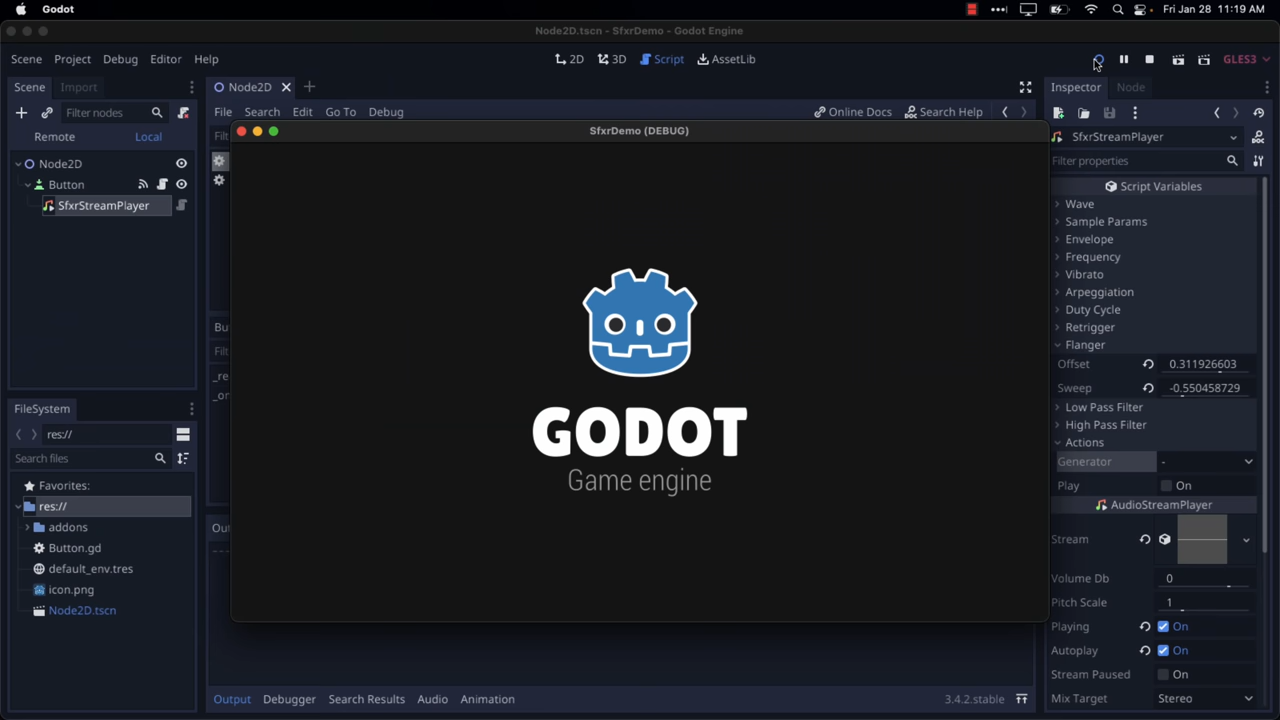 Godot
Fri Jan 28 11:19 AM
Node2D.tscn - SfxrDemo - Godot Engine
Scene Project Debug Editor Help
2D 3D Script AssetLib
GLES3
Scene Import
Filter nodes
Remote Local
Node2D
Button
SfxrStreamPlayer
Node2D
File Search Edit Go To Debug
Online Docs Search Help
SfxrDemo (DEBUG)
GODOT
Game engine
FileSystem
res://
Search files
Favorites:
res://
addons
Button.gd
default_env.tres
icon.png
Node2D.tscn
Output Debugger Search Results Audio Animation
3.4.2.stable
Inspector Node
SfxrStreamPlayer
Filter properties
Script Variables
Wave
Sample Params
Envelope
Frequency
Vibrato
Arpeggiation
Duty Cycle
Retrigger
Flanger
Offset 0.311926603
Sweep -0.550458729
Low Pass Filter
High Pass Filter
Actions
Generator -
Play On
AudioStreamPlayer
Stream
Volume Db 0
Pitch Scale 1
Playing On
Autoplay On
Stream Paused On
Mix Target Stereo